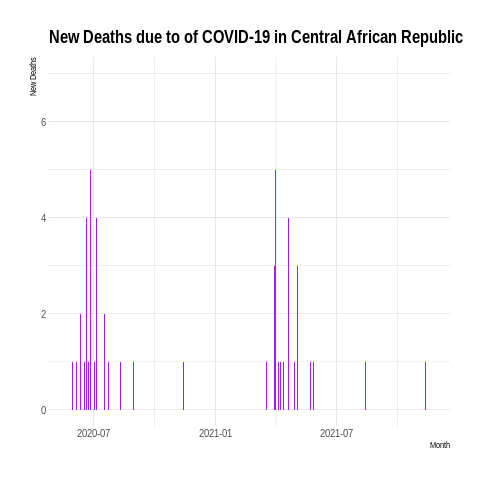 New Deaths due to of COVID-19 in Central African Republic
New Deaths
6
4
2
0
2020-07 2021-01 2021-07
Month